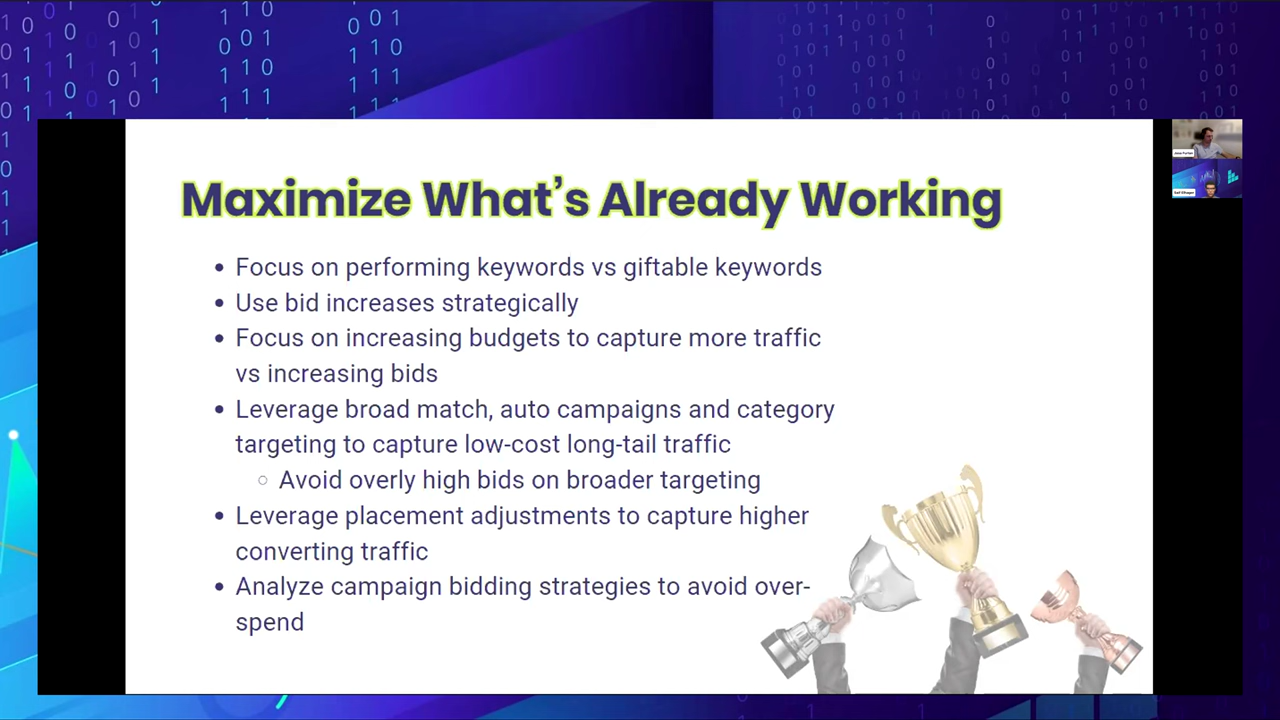 Maximize What's Already Working
• Focus on performing keywords vs giftable keywords
• Use bid increases strategically
• Focus on increasing budgets to capture more traffic
vs increasing bids
• Leverage broad match, auto campaigns and category
targeting to capture low-cost long-tail traffic
○ Avoid overly high bids on broader targeting
• Leverage placement adjustments to capture higher
converting traffic
• Analyze campaign bidding strategies to avoid over-
spend